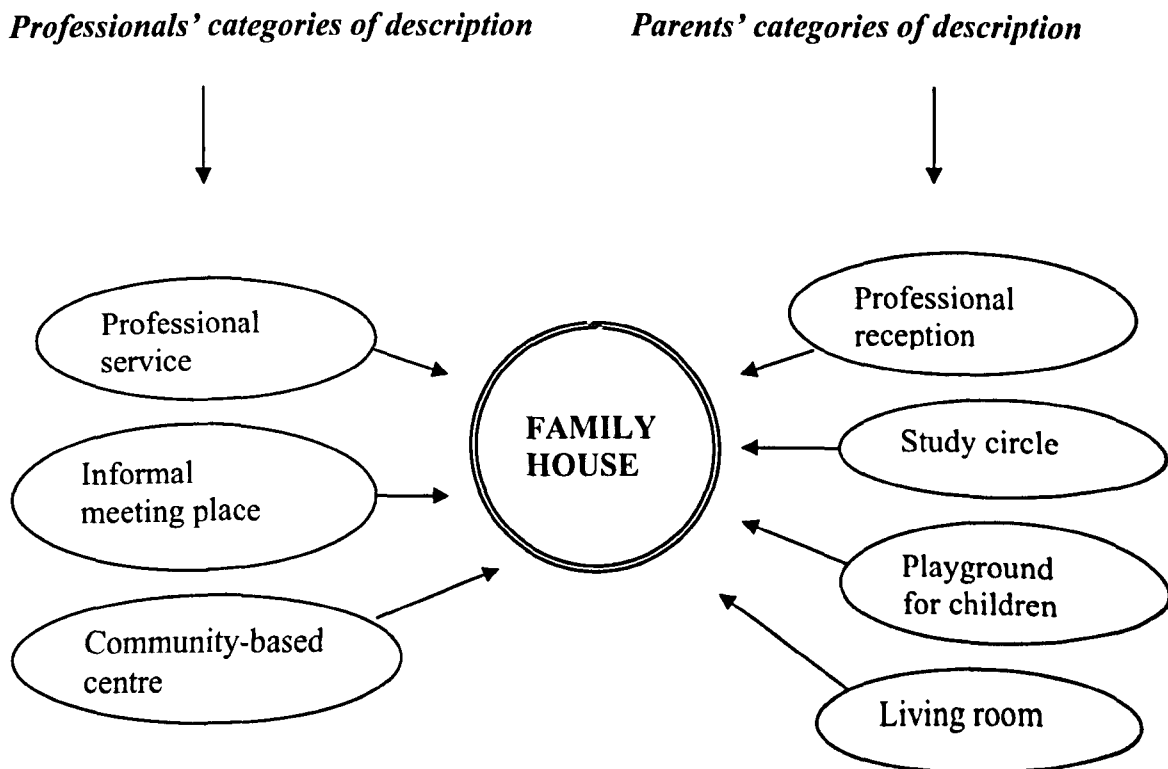 Professionals' categories of description
Parents' categories of description
Professional
service
Informal
meeting place
Community-based
centre
FAMILY
HOUSE
Professional
reception
Study circle
Playground
for children
Living room